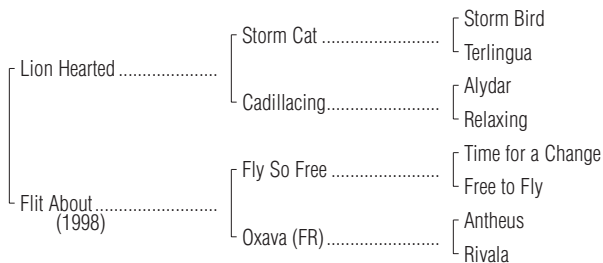 Storm Bird
Storm Cat ........................
Terlingua
Lion Hearted ....................
Alydar
Cadillacing.......................
Relaxing
Time for a Change
Fly So Free ......................
Free to Fly
Flit About.........................
(1998)
Antheus
Oxava (FR) .......................
Rivala